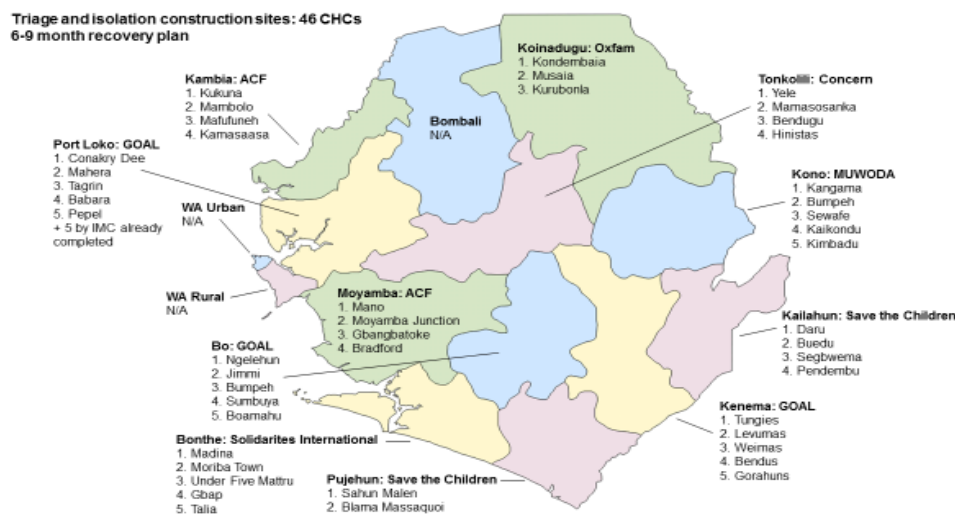 Triage and isolation construction sites: 46 CHCs
6-9 month recovery plan
Koinadugu: Oxfam
1. Kondembaia
2. Musaia
3. Kurubonla
Kambia: ACF
1. Kukuna
2. Mambolo
3. Mafufuneh
4. Kamasaasa
Tonkolili: Concern
1. Yele
2. Mamasosanka
3. Bendugu
4. Hinistas
Bombali
N/A
Port Loko: GOAL
1. Conakry Dee
2. Mahera
3. Tagrin
4. Babara
5. Pepel
+ 5 by IMC already
completed
Kono: MUWODA
1. Kangama
2. Bumpeh
3. Sewafe
4. Kaikondu
5. Kimbadu
WA Urban
N/A
WA Rural
N/A
Moyamba: ACF
1. Mano
2. Moyamba Junction
3. Gbangbatoke
4. Bradford
Kailahun: Save the Children
1. Daru
2. Buedu
3. Segbwema
4. Pendembu
Bo: GOAL
1. Ngelehun
2. Jimmi
3. Bumpeh
4. Sumbuya
5. Boamahu
Kenema: GOAL
1. Tungies
2. Levumas
3. Weimas
4. Bendus
5. Gorahuns
Bonthe: Solidarites International
1. Madina
2. Moriba Town
3. Under Five Mattru
4. Gbap
5. Talia
Pujehun: Save the Children
1. Sahun Malen
2. Blama Massaquoi